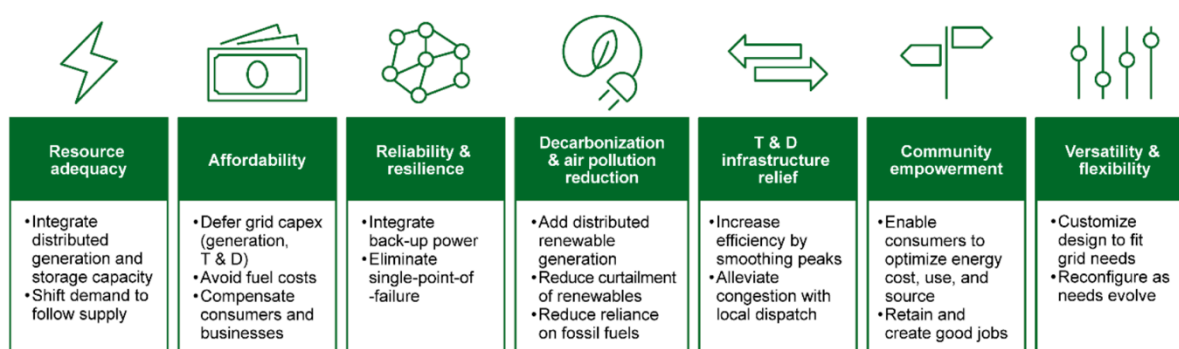 Resource
adequacy
• Integrate
distributed
generation and
storage capacity
• Shift demand to
follow supply
Affordability
• Defer grid capex
(generation,
T & D)
• Avoid fuel costs
• Compensate
consumers and
businesses
Reliability &
resilience
• Integrate
back-up power
• Eliminate
single-point-of
-failure
Decarbonization
& air pollution
reduction
• Add distributed
renewable
generation
• Reduce curtailment
of renewables
• Reduce reliance
on fossil fuels
T & D
infrastructure
relief
• Increase
efficiency by
smoothing peaks
• Alleviate
congestion with
local dispatch
Community
empowerment
• Enable
consumers to
optimize energy
cost, use, and
source
• Retain and
create good jobs
Versatility &
flexibility
• Customize
design to fit
grid needs
• Reconfigure as
needs evolve